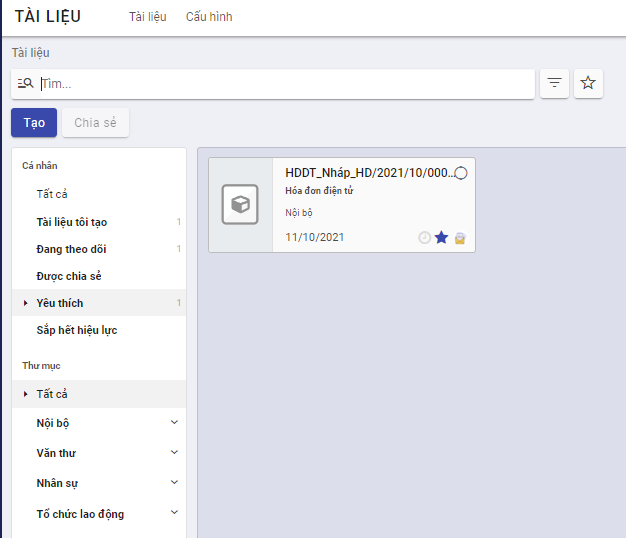 TÀI LIỆU
Tài liệu
Cấu hình
Tài liệu
Tìm...
Tạo
Chia sẻ
Cá nhân
Tất cả
Tài liệu tôi tạo 1
Đang theo dõi 1
Được chia sẻ
Yêu thích 1
Sắp hết hiệu lực
Thư mục
Tất cả
Nội bộ
Văn thư
Nhân sự
Tổ chức lao động
HDDT_Nháp_HD/2021/10/000...
Hóa đơn điện tử
Nội bộ
11/10/2021